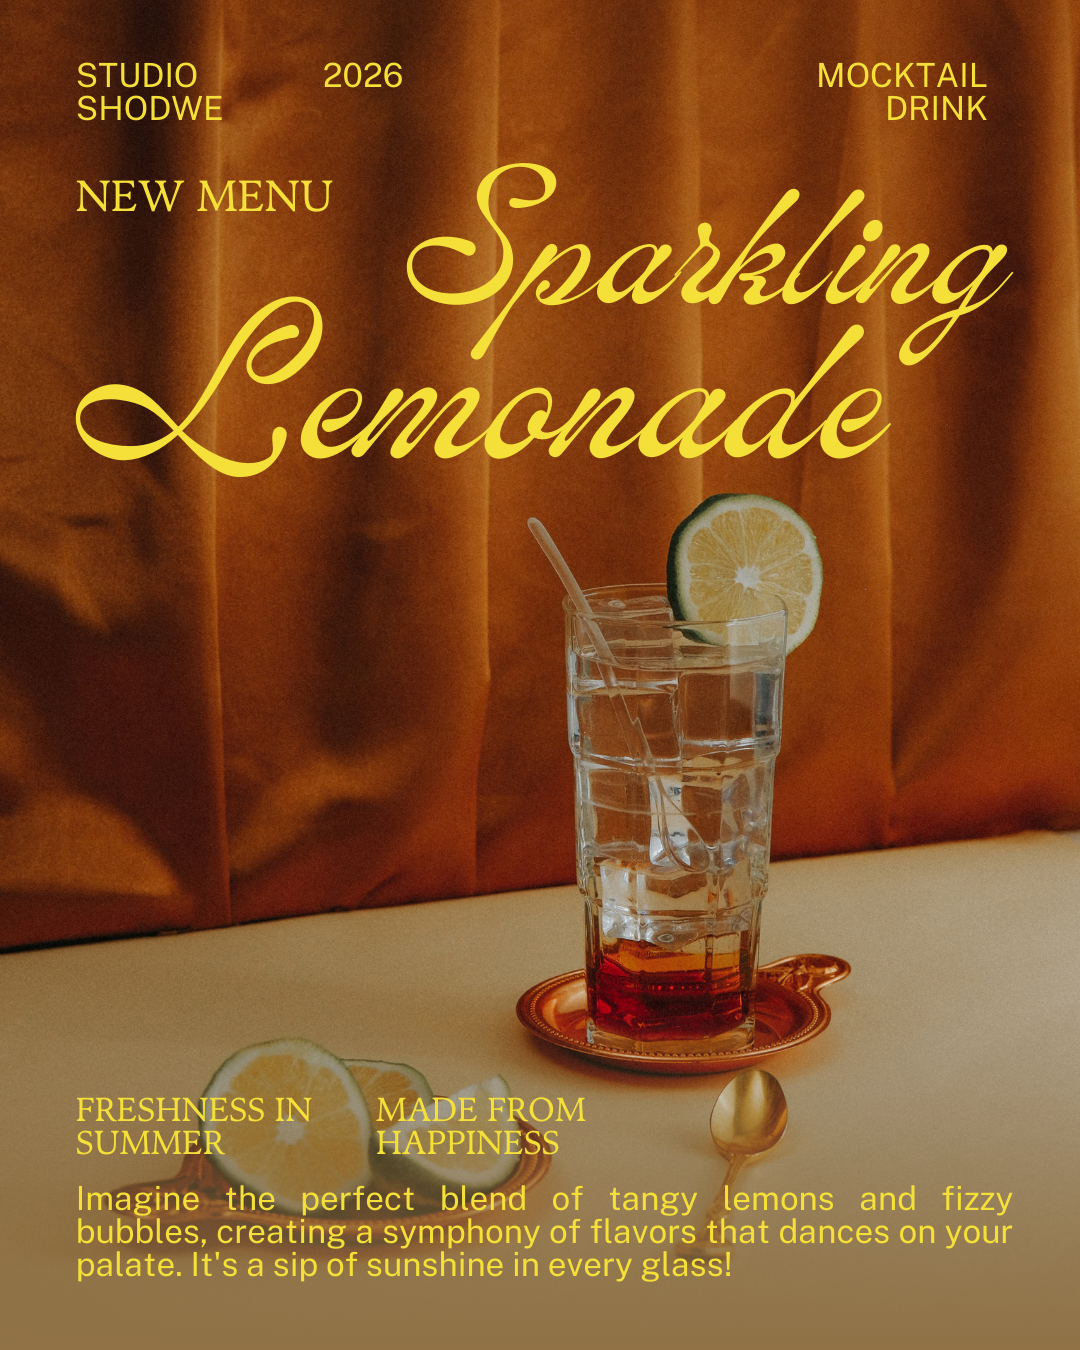 STUDIO
SHODWE
2026
MOCKTAIL
DRINK
NEW MENU
Sparkling
Lemonade
FRESHNESS IN
SUMMER
MADE FROM
HAPPINESS
Imagine the perfect blend of tangy lemons and fizzy
bubbles, creating a symphony of flavors that dances on your
palate. It's a sip of sunshine in every glass!